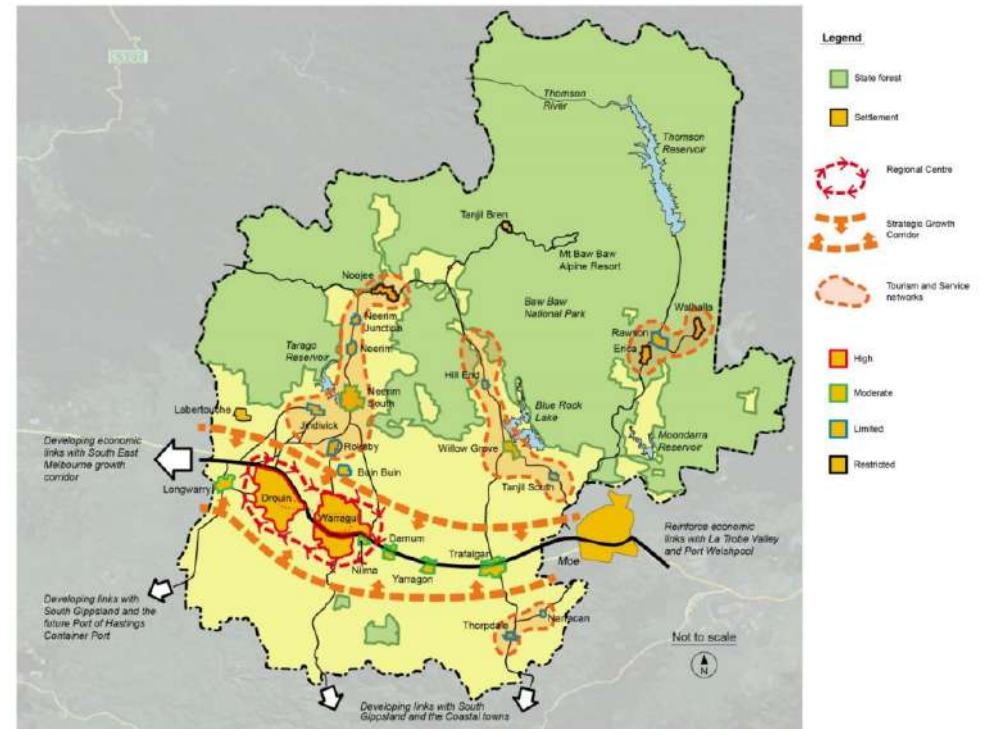 Legend
State forest
Settlement
Regional Centre
Strategic Growth
Corridor
Tourism and Service
networks
High
Moderate
Limited
Restricted
Thomson
River
Thomson
Reservoir
Tanjil Bren
Mt Baw Baw
Alpine Resort
Noojee
Neerim
Junction
Baw Baw
National Park
Walhalla
Rawson
Erica
Tarago
Reservoir
Neerim
Hill End
Neerim
South
Labertouche
Jindivick
Blue Rock
Lake
Rokeby
Willow Grove
Moondarra
Reservoir
Buln Buln
Tanjil South
Developing economic
links with South East
Melbourne growth
corridor
Longwarry
Drouin
Warragul
Darnum
Trafalgar
Moe
Reinforce economic
links with La Trobe Valley
and Port Welshpool
Nilma
Yarragon
Developing links with
South Gippsland and the
future Port of Hastings
Container Port
Thorpdale
Narracan
Not to scale
N
Developing links with South
Gippsland and the Coastal towns